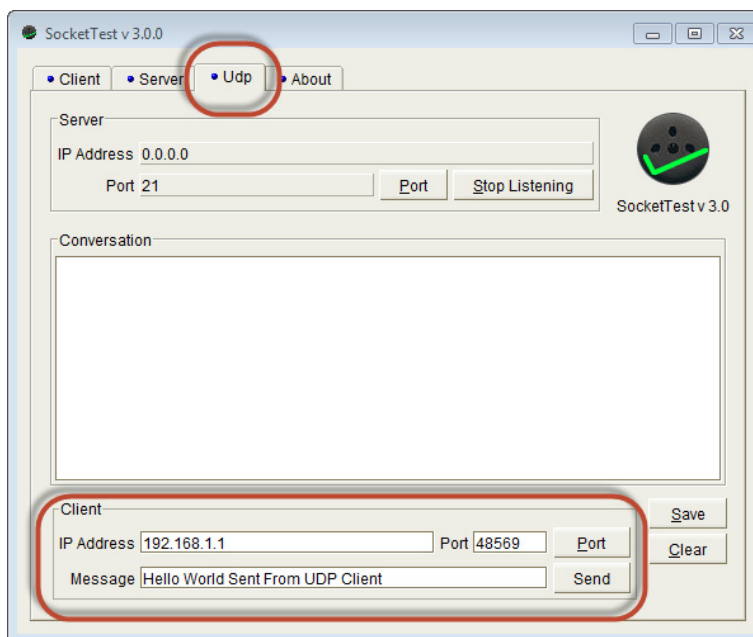 SocketTest v 3.0.0
Client Server Udp About
Server
IP Address 0.0.0.0
Port 21 Port Stop Listening
SocketTest v 3.0
Conversation
Client
IP Address 192.168.1.1 Port 48569 Port
Message Hello World Sent From UDP Client Send
Save
Clear